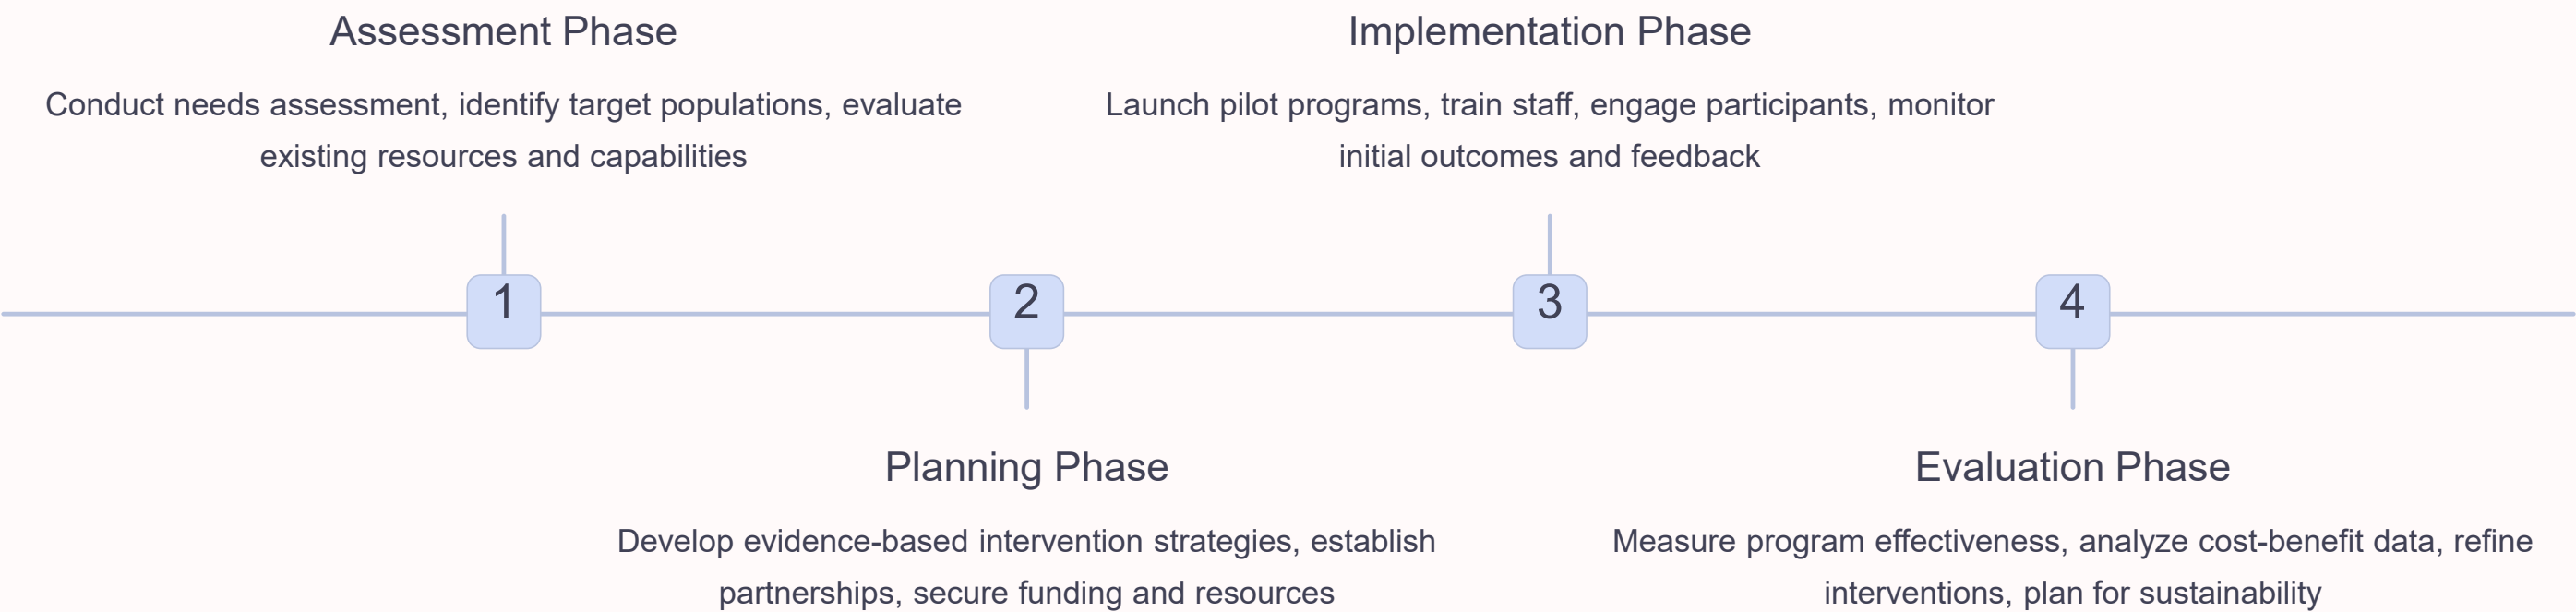 Assessment Phase
Conduct needs assessment, identify target populations, evaluate
existing resources and capabilities
1
2
Planning Phase
Develop evidence-based intervention strategies, establish
partnerships, secure funding and resources
Implementation Phase
Launch pilot programs, train staff, engage participants, monitor
initial outcomes and feedback
3
4
Evaluation Phase
Measure program effectiveness, analyze cost-benefit data, refine
interventions, plan for sustainability